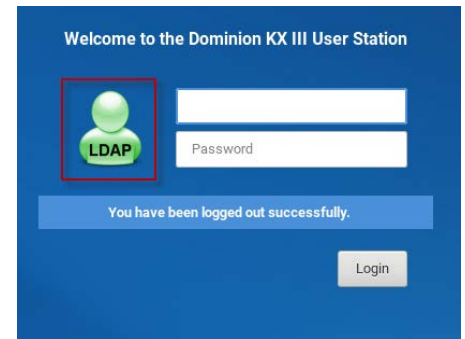 Welcome to the Dominion KX III User Station
LDAP
Password
You have been logged out successfully.
Login